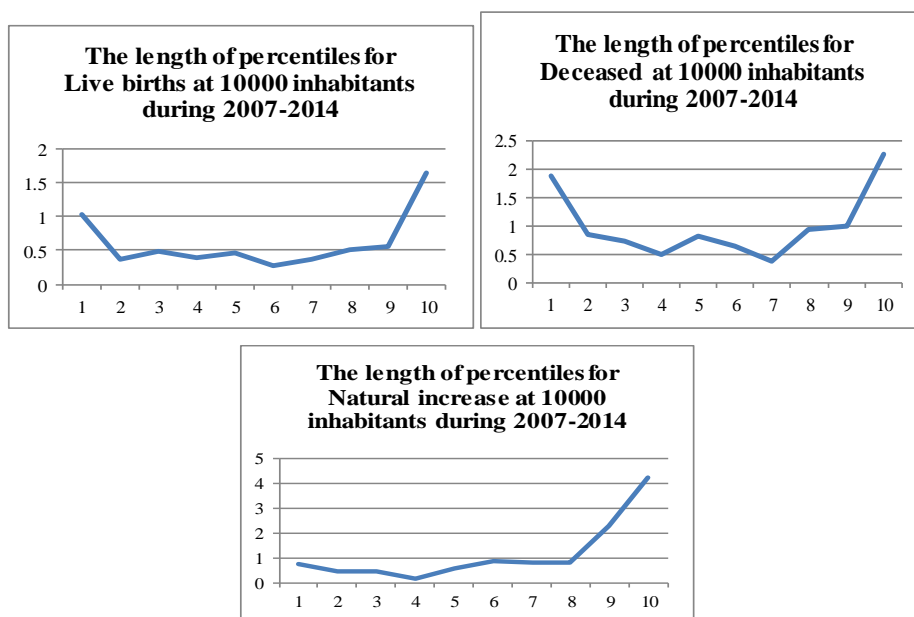 The length of percentiles for
Live births at 10000 inhabitants
during 2007-2014
2
1.5
1
0.5
0
1 2 3 4 5 6 7 8 9 10
The length of percentiles for
Deceased at 10000 inhabitants
during 2007-2014
2.5
2
1.5
1
0.5
0
1 2 3 4 5 6 7 8 9 10
The length of percentiles for
Natural increase at 10000
inhabitants during 2007-2014
5
4
3
2
1
0
1 2 3 4 5 6 7 8 9 10